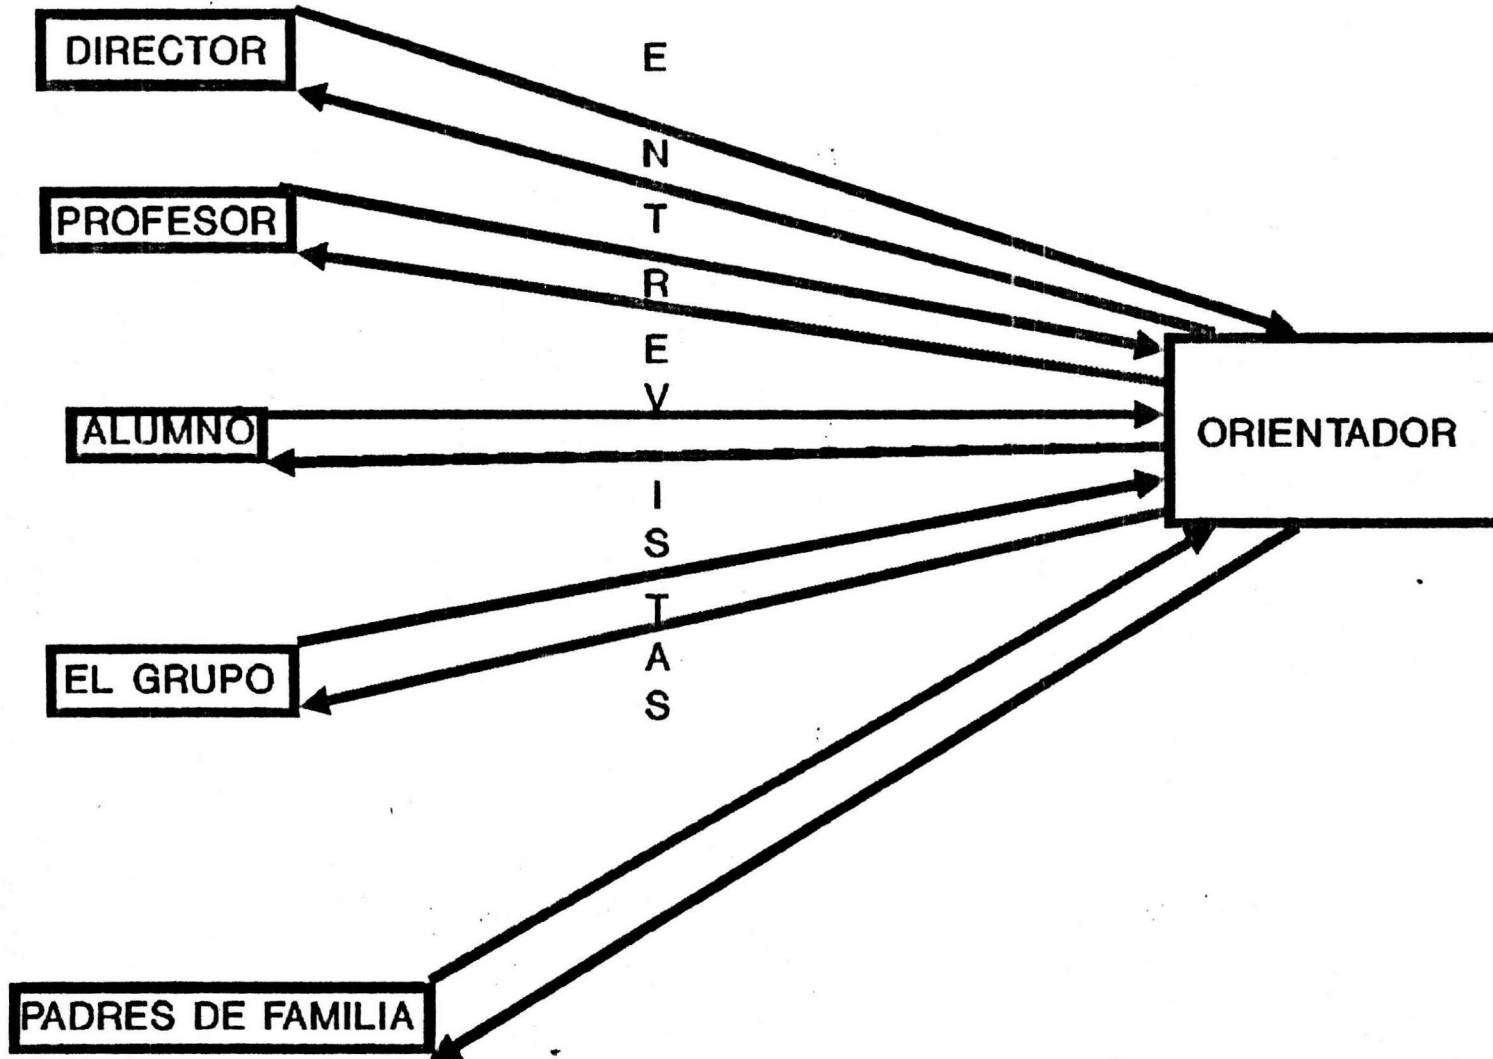 DIRECTOR
PROFESOR
ALUMNO
EL GRUPO
PADRES DE FAMILIA
E
N
T
R
E
V
I
S
T
A
S
ORIENTADOR